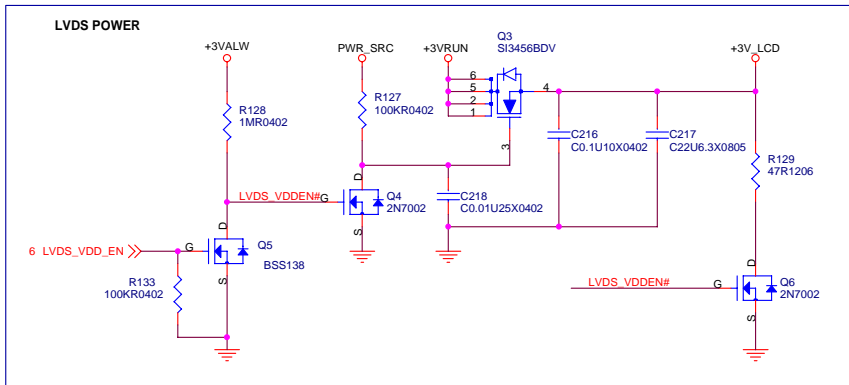 LVDS POWER
+3VALW
PWR_SRC
+3VRUN
Q3
SI3456BDV
+3V_LCD
6
5
2
1
4
3
R128
1MR0402
R127
100KR0402
C216
C0.1U10X0402
C217
C22U6.3X0805
R129
47R1206
LVDS_VDDEN#
G
D
S
Q4
2N7002
C218
C0.01U25X0402
6 LVDS_VDD_EN
G
D
S
Q5
BSS138
R133
100KR0402
LVDS_VDDEN#
G
D
S
Q6
2N7002